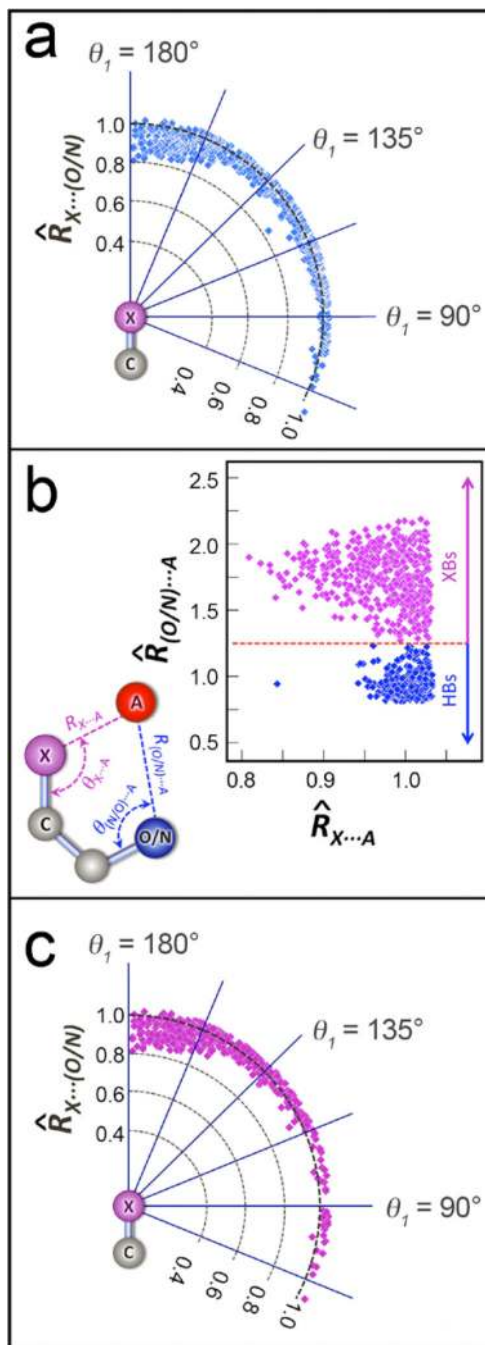 a
θ₁ = 180°
θ₁ = 135°
θ₁ = 90°
R̂X···(O/N)
1.0
0.8
0.6
0.4
X
C
0.4
0.6
0.8
1.0
b
R̂(O/N)···A
2.5
2.0
1.5
1.0
0.5
XBs
HBs
0.8
0.9
1.0
R̂X···A
A
RX···A
R(O/N)···A
X
θX···A
θ(N/O)···A
C
O/N
c
θ₁ = 180°
θ₁ = 135°
θ₁ = 90°
R̂X···(O/N)
1.0
0.8
0.6
0.4
X
C
0.4
0.6
0.8
1.0